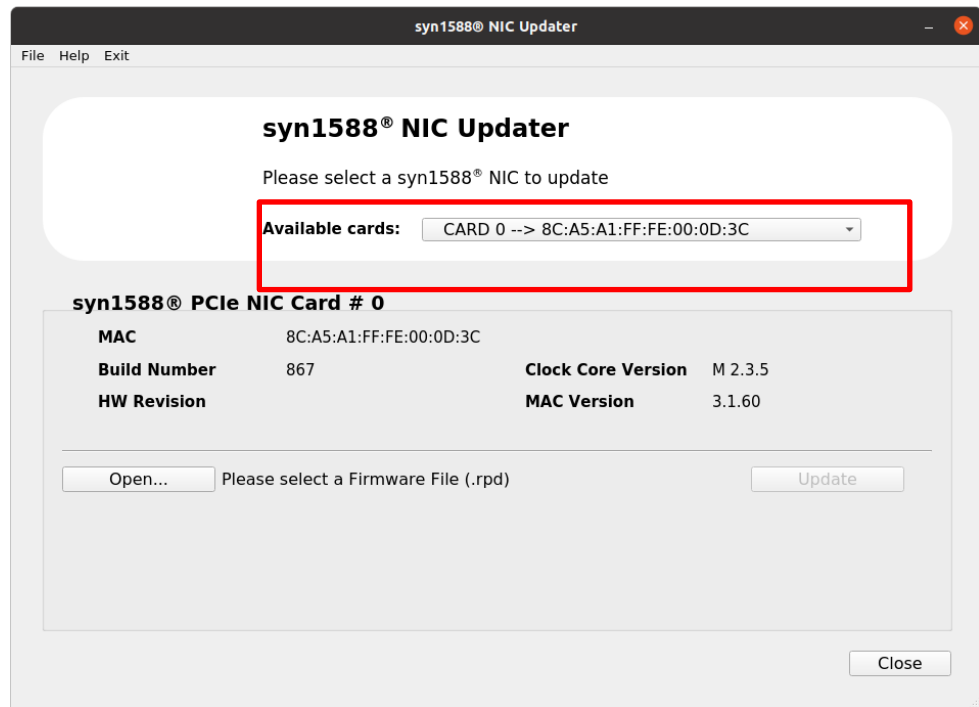 syn1588® NIC Updater
File Help Exit
syn1588® NIC Updater
Please select a syn1588® NIC to update
Available cards: CARD 0 --> 8C:A5:A1:FF:FE:00:0D:3C
syn1588® PCIe NIC Card # 0
MAC 8C:A5:A1:FF:FE:00:0D:3C
Build Number 867 Clock Core Version M 2.3.5
HW Revision MAC Version 3.1.60
Open... Please select a Firmware File (.rpd) Update
Close